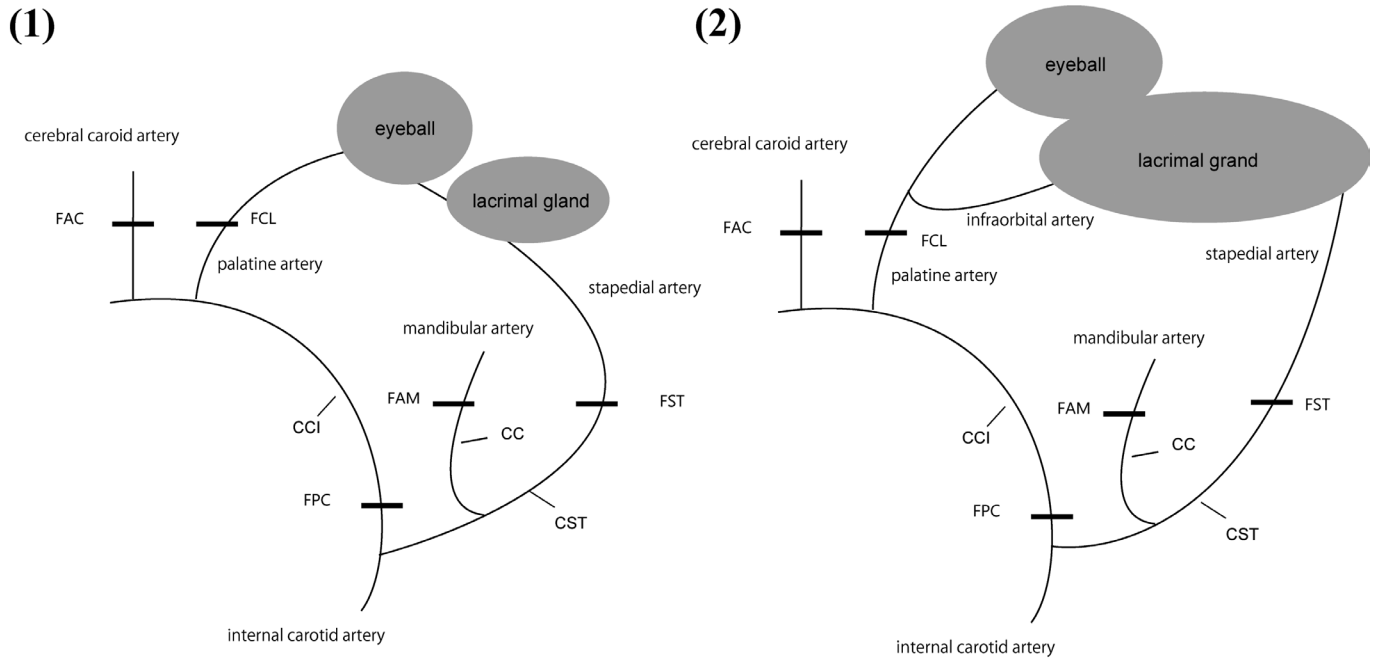 (1)
eyeball
cerebral caroid artery
lacrimal gland
FAC
FCL
palatine artery
stapedial artery
mandibular artery
FAM
FST
CCI
CC
FPC
CST
internal carotid artery
(2)
eyeball
cerebral caroid artery
lacrimal grand
infraorbital artery
FAC
FCL
stapedial artery
palatine artery
mandibular artery
FAM
FST
CCI
CC
FPC
CST
internal carotid artery